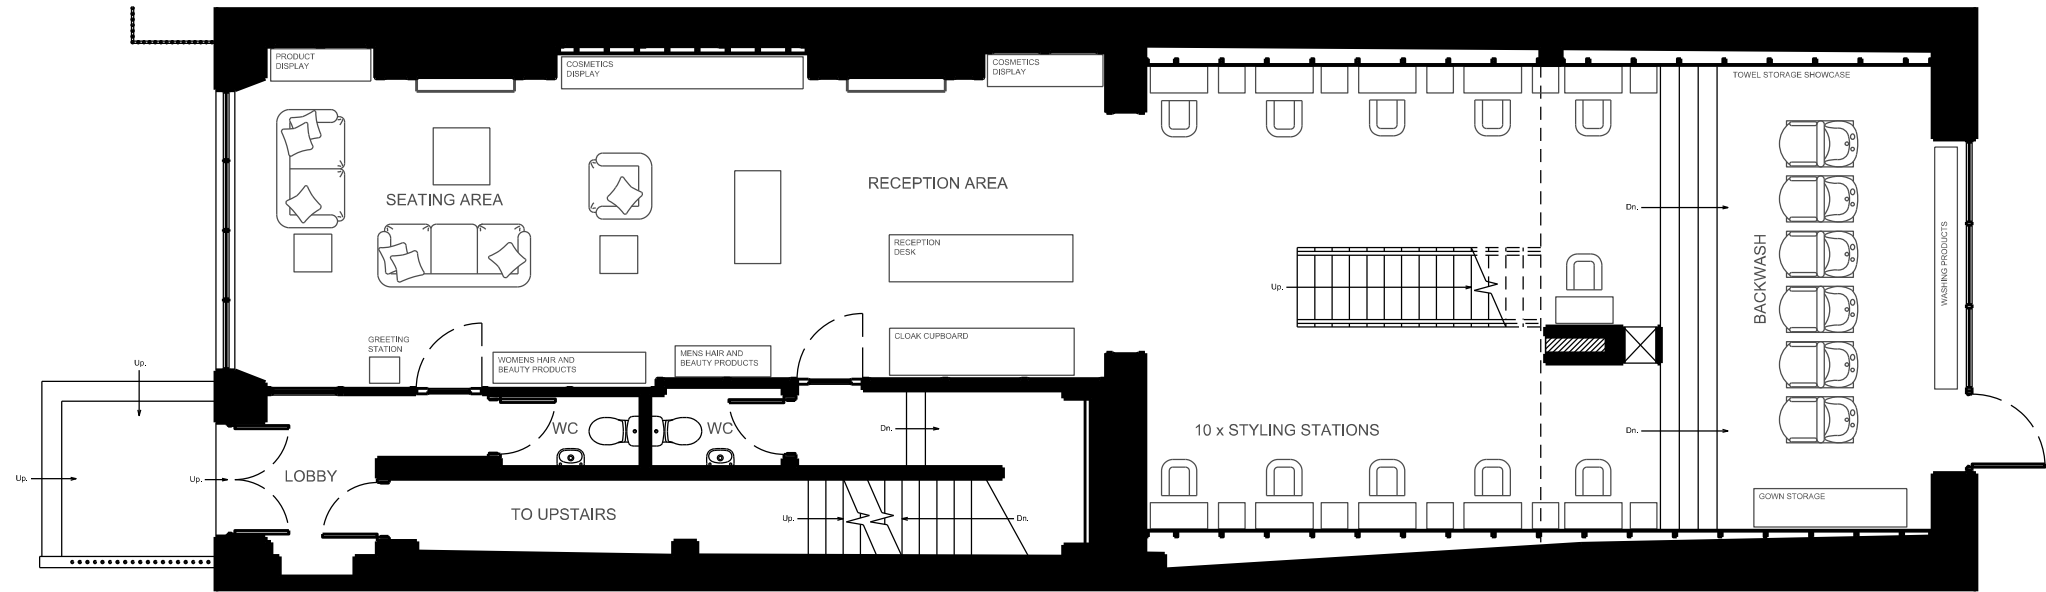 PRODUCT
DISPLAY
COSMETICS
DISPLAY
COSMETICS
DISPLAY
TOWEL STORAGE SHOWCASE
SEATING AREA
RECEPTION AREA
Dn.
RECEPTION
DESK
BACKWASH
WASHING PRODUCTS
Up.
CLOAK CUPBOARD
GREETING
STATION
WOMENS HAIR AND
BEAUTY PRODUCTS
MENS HAIR AND
BEAUTY PRODUCTS
Up.
WC
WC
Dn.
10 x STYLING STATIONS
Dn.
Up.
Up.
LOBBY
GOWN STORAGE
TO UPSTAIRS
Up.
Dn.